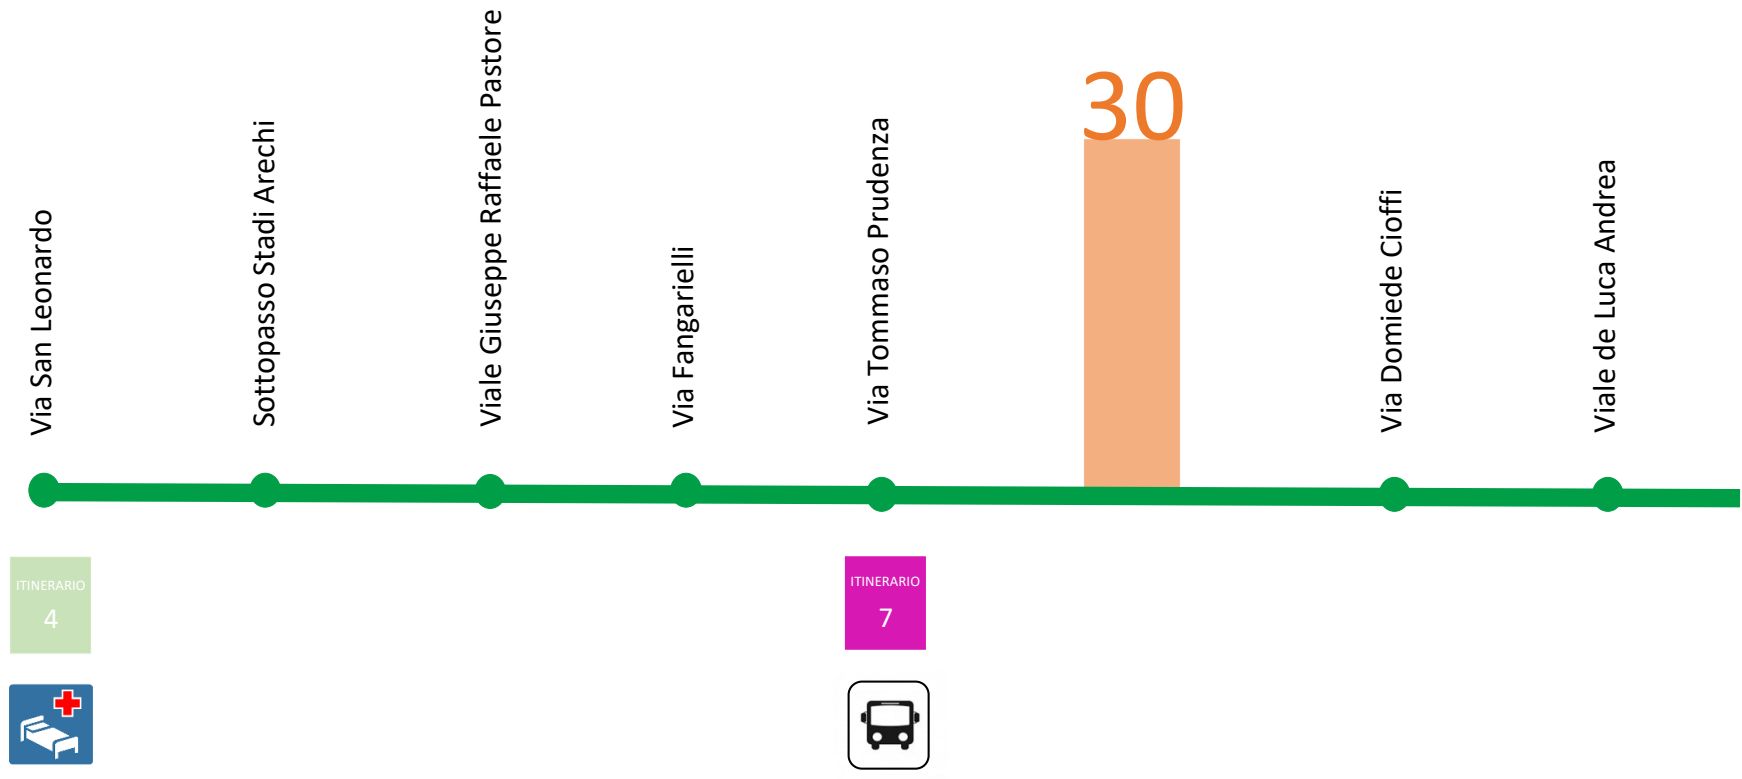 Via San Leonardo
Sottopasso Stadi Arechi
Viale Giuseppe Raffaele Pastore
Via Fangarielli
Via Tommaso Prudenza
30
Via Domiede Cioffi
Viale de Luca Andrea
ITINERARIO
4
ITINERARIO
7